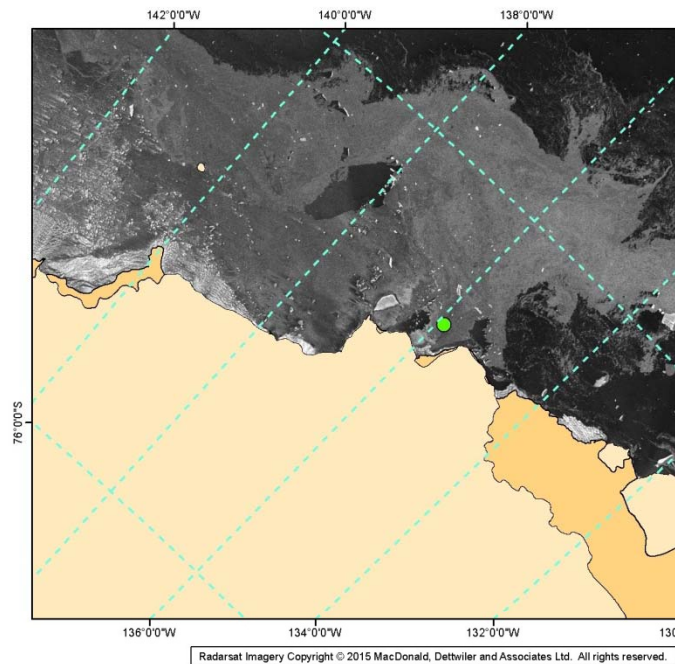 142°0'0"W 140°0'0"W 138°0'0"W
76°0'0"S
136°0'0"W 134°0'0"W 132°0'0"W 130
Radarsat Imagery Copyright © 2015 MacDonald, Dettwiler and Associates Ltd. All rights reserved.